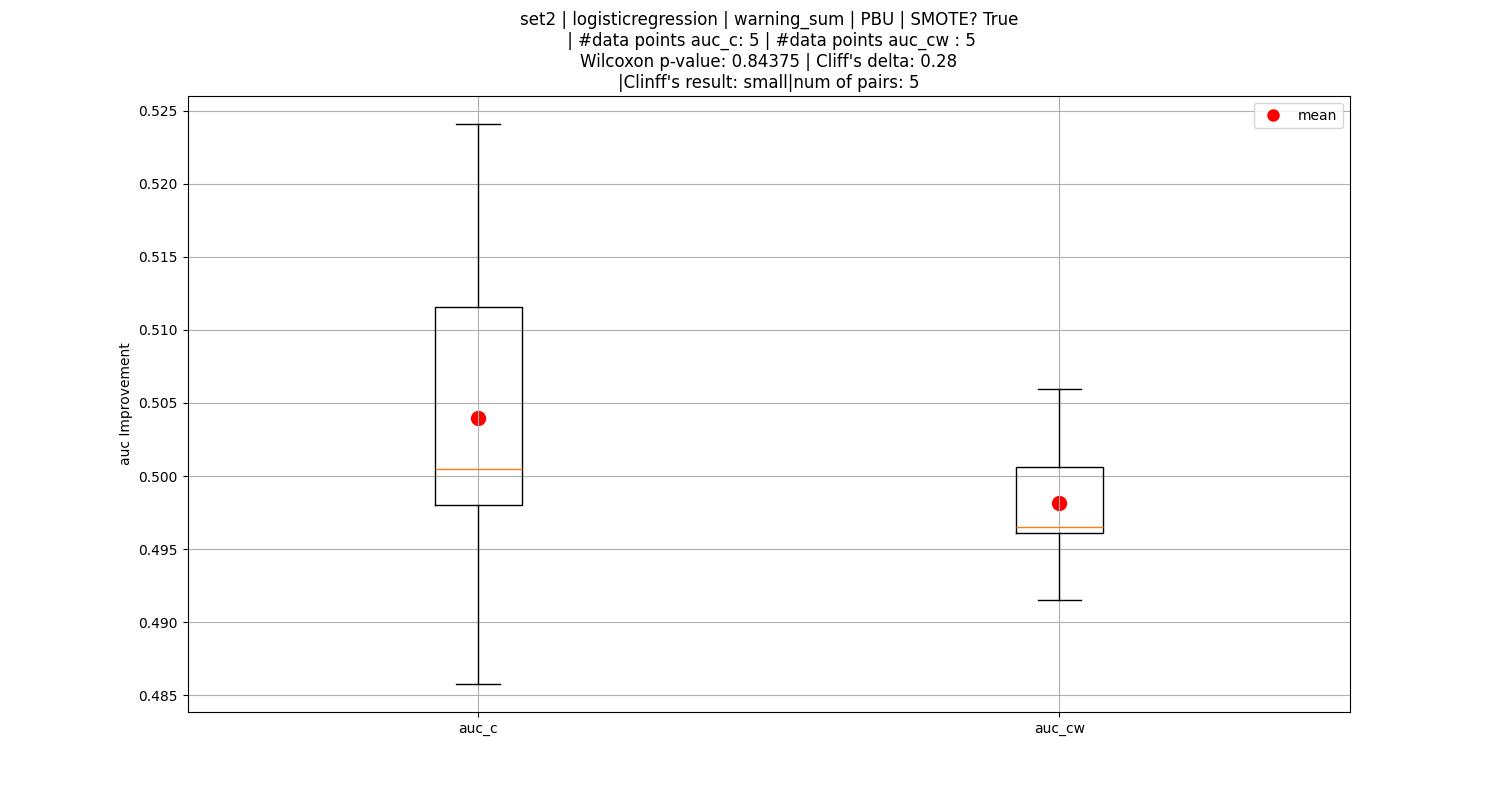 set2 | logisticregression | warning_sum | PBU | SMOTE? True
| #data points auc_c: 5 | #data points auc_cw : 5
Wilcoxon p-value: 0.84375 | Cliff's delta: 0.28
|Clinff's result: small|num of pairs: 5
mean
0.525
0.520
0.515
0.510
0.505
0.500
0.495
0.490
0.485
auc Improvement
auc_c
auc_cw